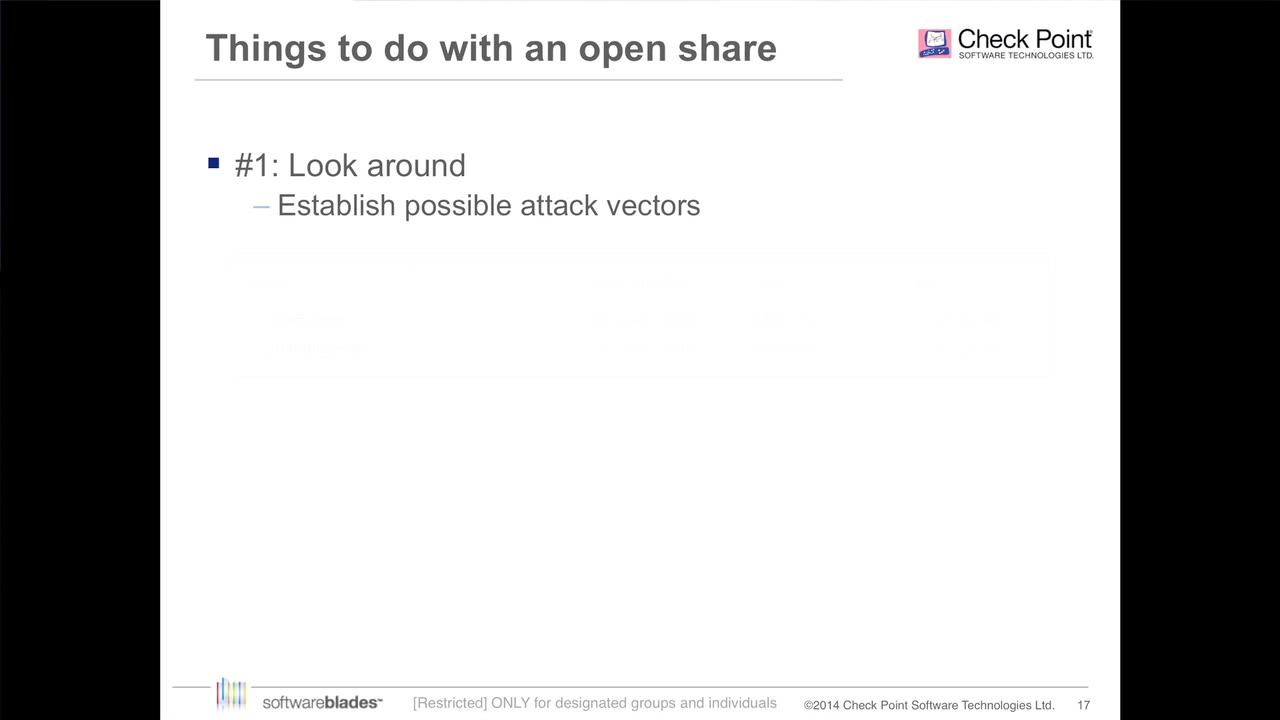 Things to do with an open share
Check Point
SOFTWARE TECHNOLOGIES LTD.
#1: Look around
– Establish possible attack vectors
softwareblades™
[Restricted] ONLY for designated groups and individuals
©2014 Check Point Software Technologies Ltd.
17